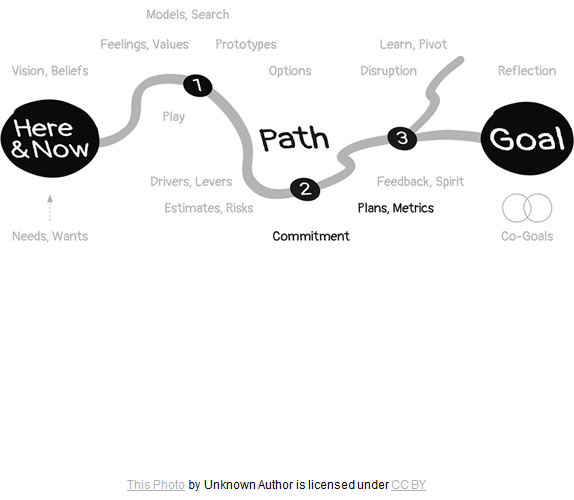 Models, Search
Feelings, Values
Prototypes
Learn, Pivot
Vision, Beliefs
Options
Disruption
Reflection
1
Play
Here
& Now
Path
3
Goal
Drivers, Levers
2
Feedback, Spirit
Estimates, Risks
Plans, Metrics
Needs, Wants
Commitment
Co-Goals
This Photo by Unknown Author is licensed under CC BY